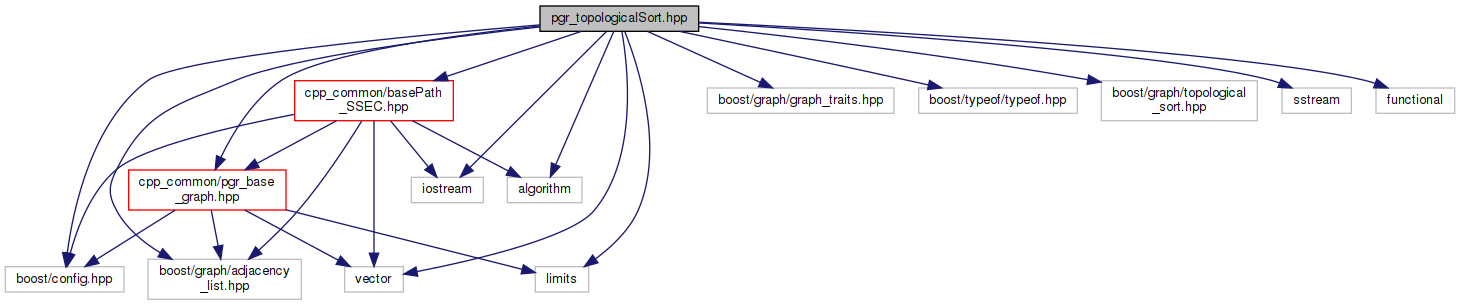 pgr_topologicalSort.hpp
cpp_common/basePath
_SSEC.hpp
boost/graph/graph_traits.hpp
boost/typeof/typeof.hpp
boost/graph/topological
_sort.hpp
sstream
functional
cpp_common/pgr_base
_graph.hpp
iostream
algorithm
boost/config.hpp
boost/graph/adjacency
_list.hpp
vector
limits